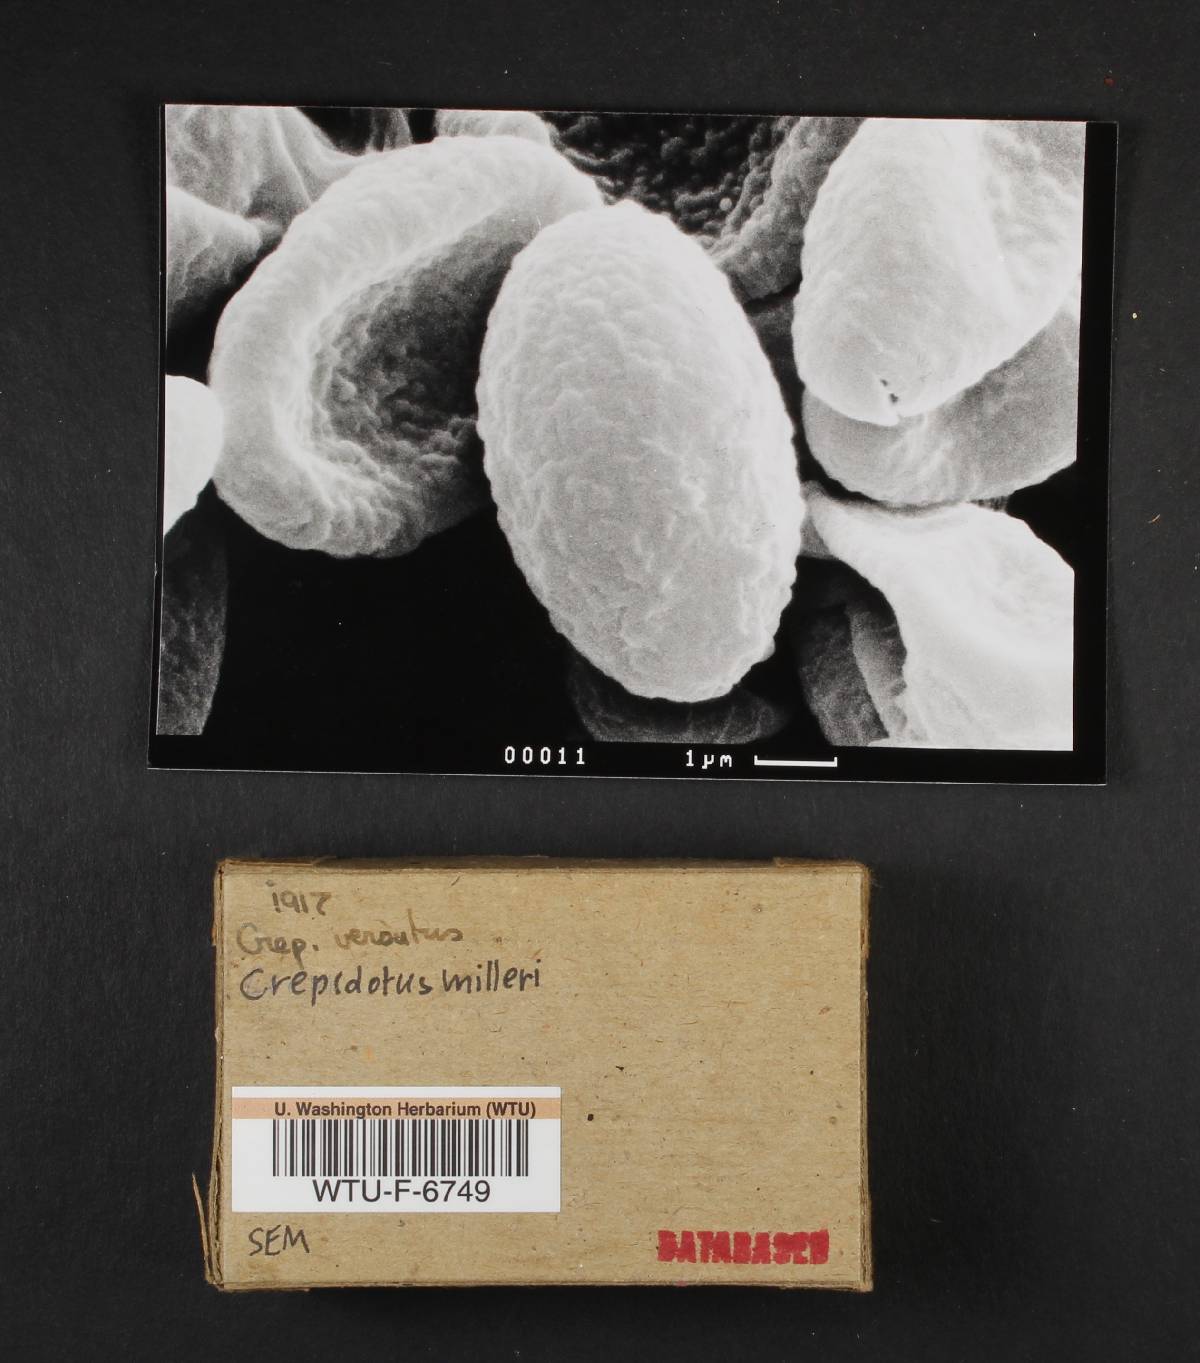 00011 1µm
1917
Crep. versutus
Crepidotus milleri
U. Washington Herbarium (WTU)
WTU-F-6749
SEM
DATABASED